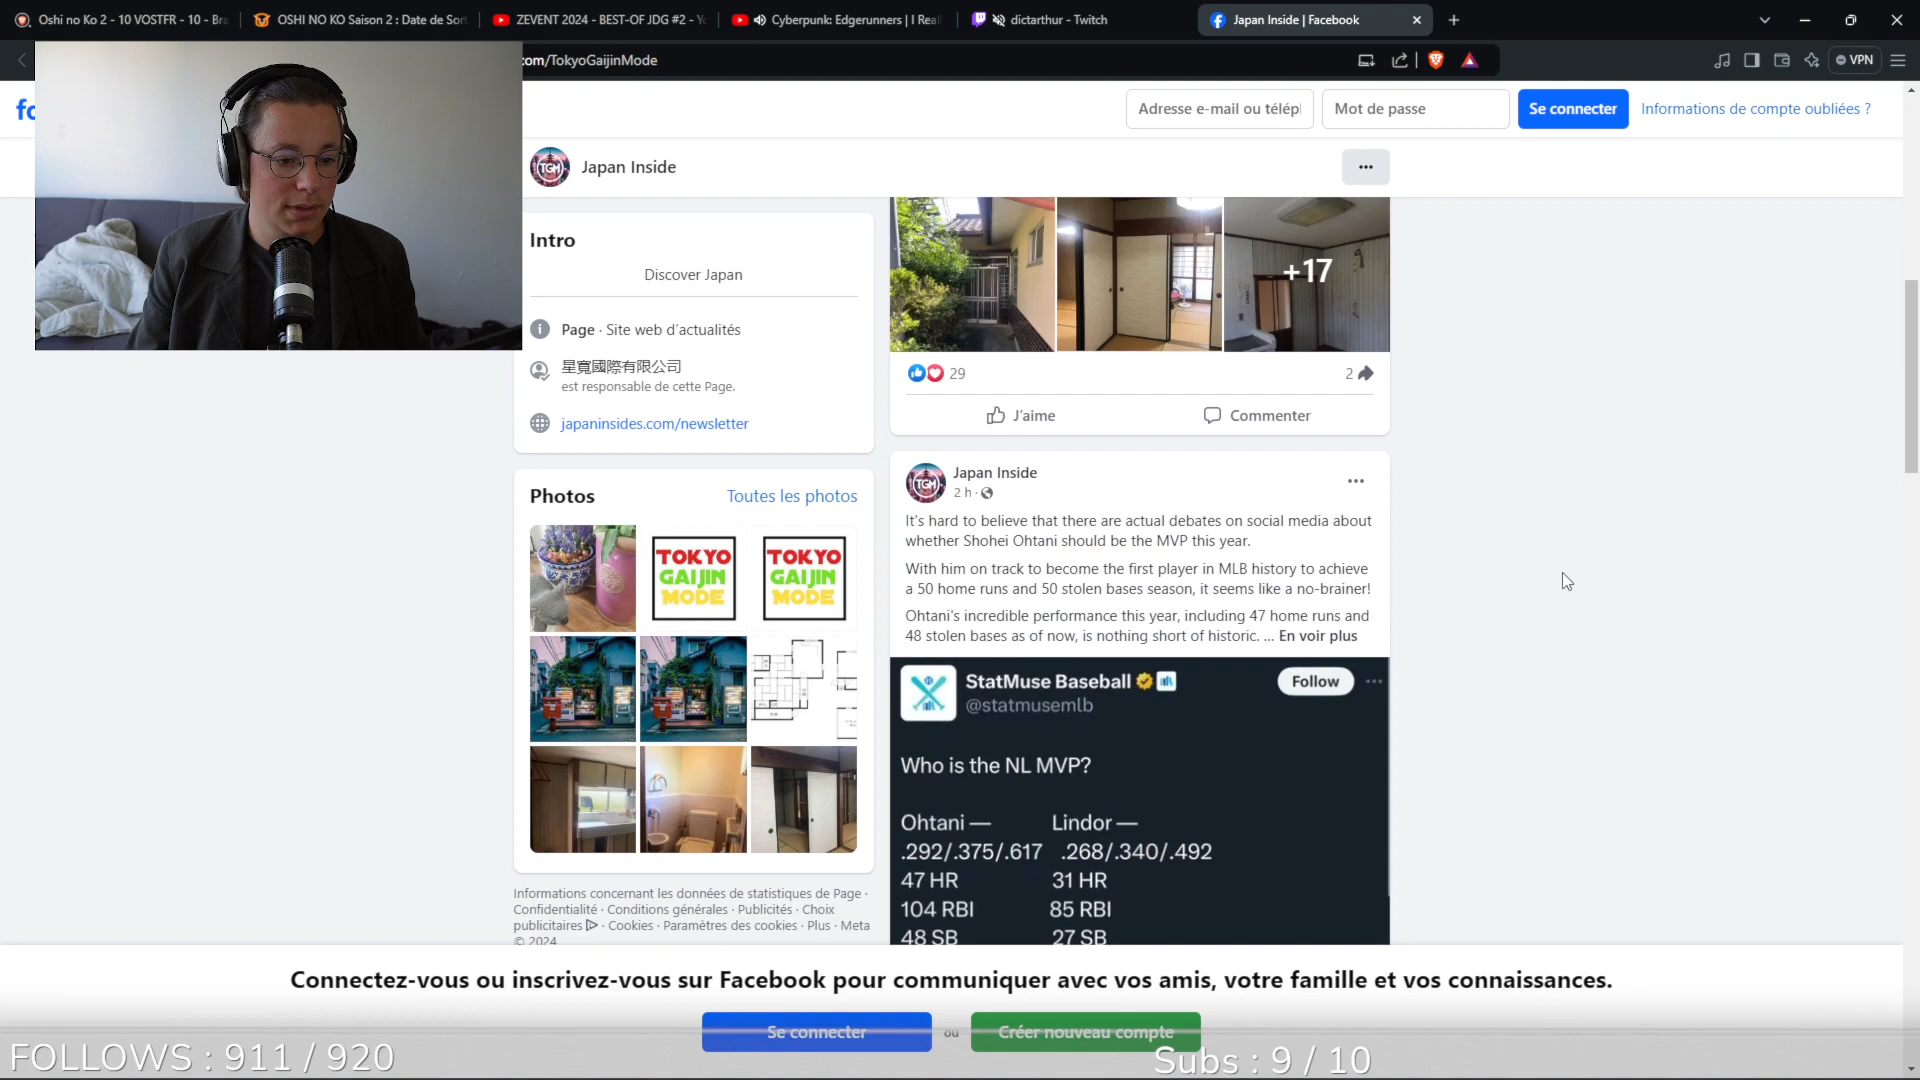 Oshi no Ko 2 - 10 VOSTFR - 10 - Bra
OSHI NO KO Saison 2 : Date de Sor
ZEVENT 2024 - BEST-OF JDG #2 - Y
Cyberpunk: Edgerunners | I Real
dictarthur - Twitch
Japan Inside | Facebook
com/TokyoGaijinMode
VPN
fo
Adresse e-mail ou télép
Mot de passe
Se connecter
Informations de compte oubliées ?
TGM
Japan Inside
Intro
Discover Japan
Page · Site web d'actualités
星寬國際有限公司
est responsable de cette Page.
japaninsides.com/newsletter
Photos
Toutes les photos
TOKYO
GAIJIN
MODE
TOKYO
GAIJIN
MODE
Informations concernant les données de statistiques de Page ·
Confidentialité · Conditions générales · Publicités · Choix
publicitaires · Cookies · Paramètres des cookies · Plus · Meta
© 2024
+17
29
2
J'aime
Commenter
TGM
Japan Inside
2 h ·
It's hard to believe that there are actual debates on social media about
whether Shohei Ohtani should be the MVP this year.
With him on track to become the first player in MLB history to achieve
a 50 home runs and 50 stolen bases season, it seems like a no-brainer!
Ohtani's incredible performance this year, including 47 home runs and
48 stolen bases as of now, is nothing short of historic. ... En voir plus
StatMuse Baseball
Follow
@statmusemlb
Who is the NL MVP?
Ohtani — Lindor —
.292/.375/.617 .268/.340/.492
47 HR 31 HR
104 RBI 85 RBI
48 SB 27 SB
Connectez-vous ou inscrivez-vous sur Facebook pour communiquer avec vos amis, votre famille et vos connaissances.
Se connecter
ou
Créer nouveau compte
FOLLOWS : 911 / 920
Subs : 9 / 10